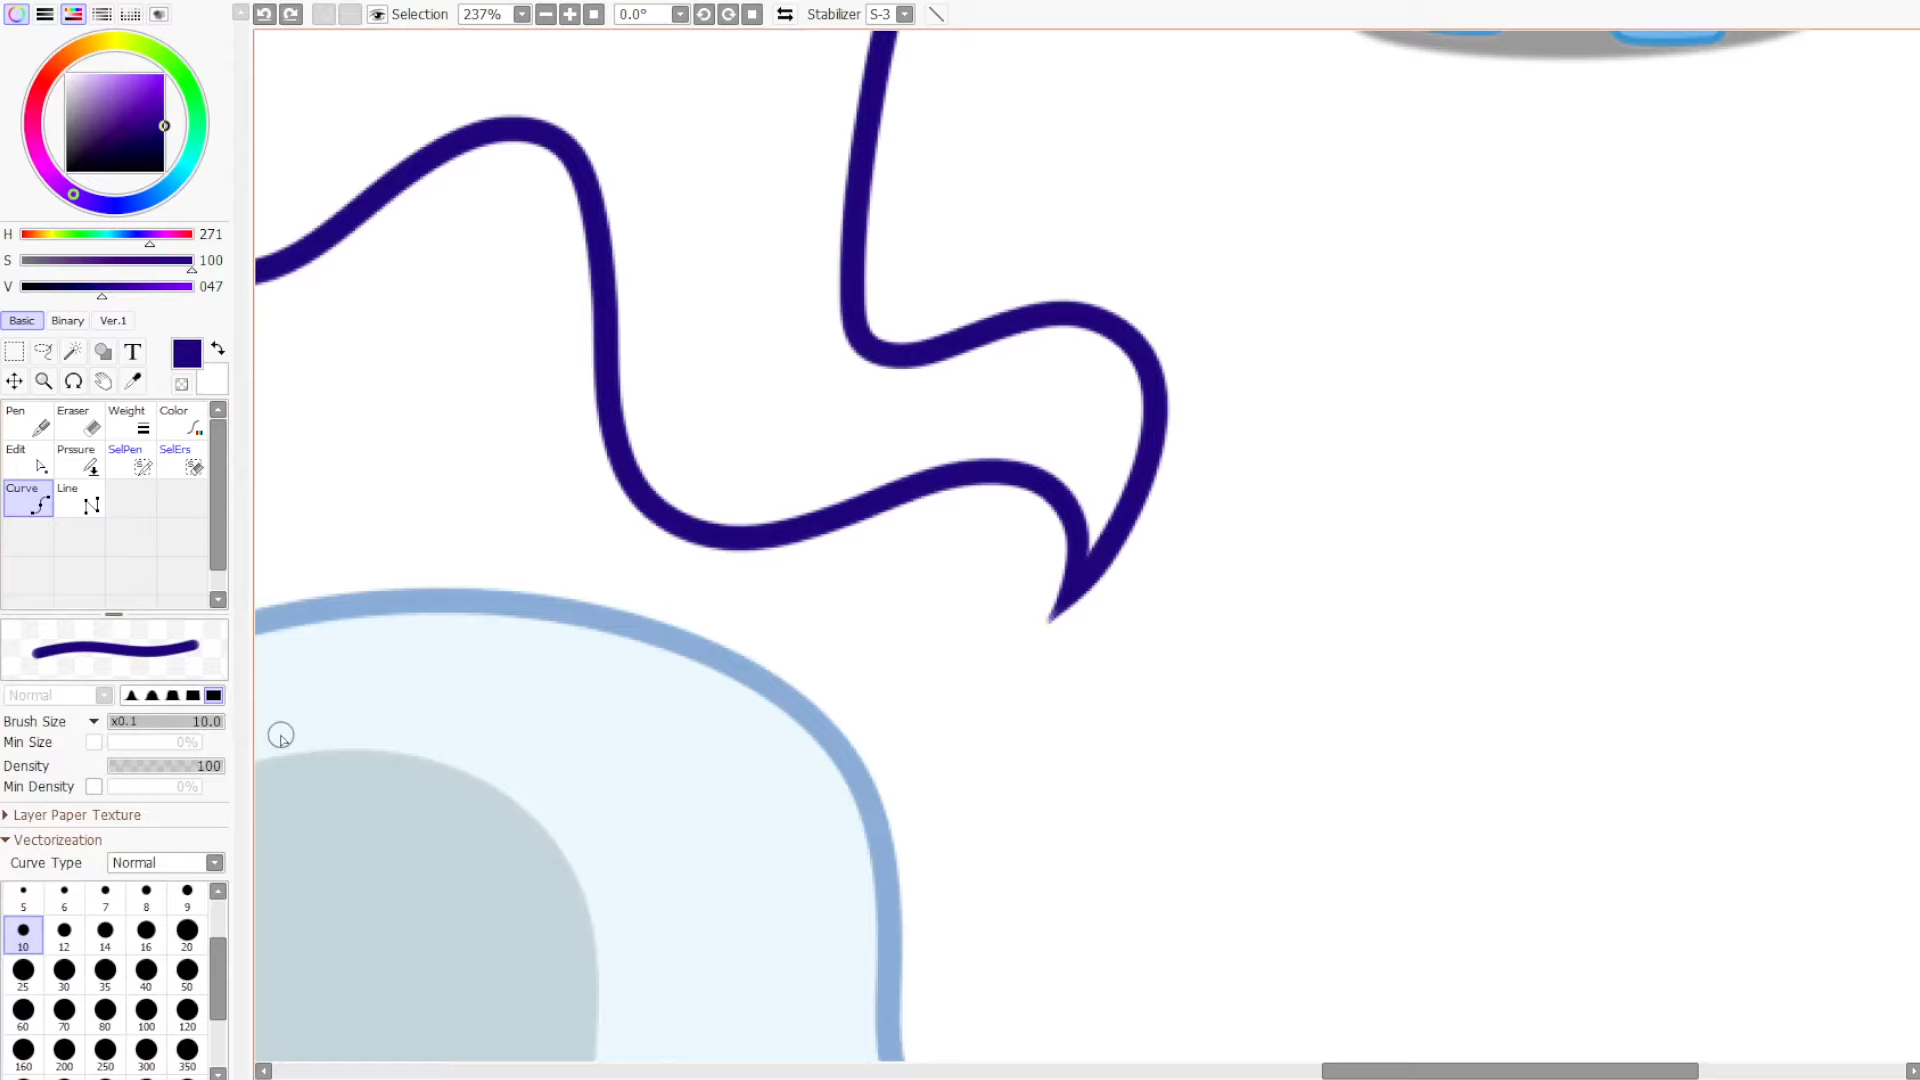 Selection 237% 0.0° Stabilizer S-3
H 271
S 100
V 047
Basic Binary Ver.1
T
Pen Eraser Weight Color
Edit Prssure SelPen SelErs
Curve Line
Normal
Brush Size x0.1 10.0
Min Size 0%
Density 100
Min Density 0%
Layer Paper Texture
Vectorizeation
Curve Type Normal
5 6 7 8 9
10 12 14 16 20
25 30 35 40 50
60 70 80 100 120
160 200 250 300 350